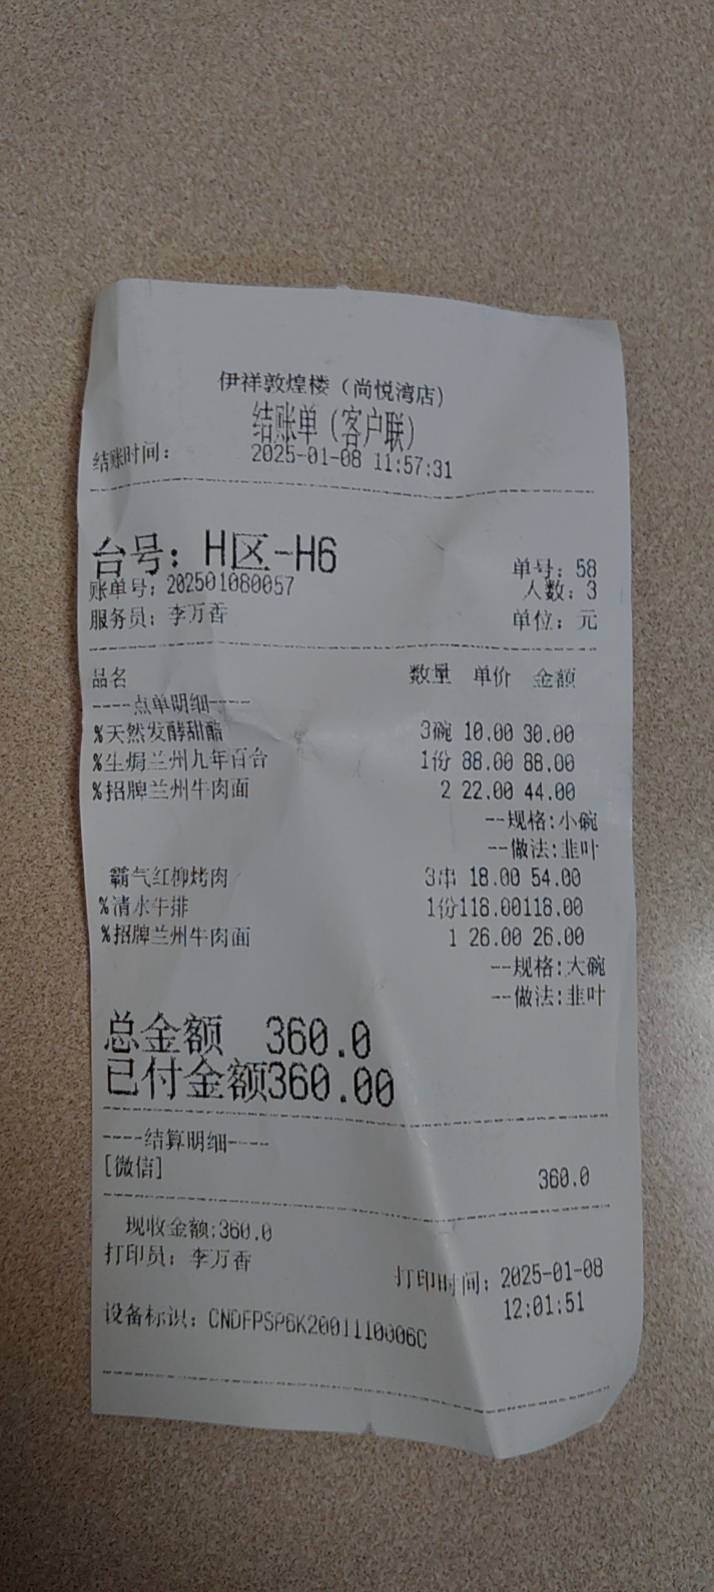 伊祥敦煌楼（尚悦湾店）
结账单（客户联）
结账时间： 2025-01-08 11:57:31
台号：H区-H6
单号：58
账单号：202501080057
人数：3
服务员：李万香
单位：元
品名 数量 单价 金额
----点单明细----
%天然发酵甜醅 3碗 10.00 30.00
%生焗兰州九年百合 1份 88.00 88.00
%招牌兰州牛肉面 2 22.00 44.00
--规格:小碗
--做法:韭叶
霸气红柳烤肉 3串 18.00 54.00
%清水牛排 1份118.00118.00
%招牌兰州牛肉面 1 26.00 26.00
--规格:大碗
--做法:韭叶
总金额 360.0
已付金额360.00
----结算明细----
[微信] 360.0
现收金额:360.0
打印员：李万香
打印时间：2025-01-08
12:01:51
设备标识：CNDFPSP6K2001110006C